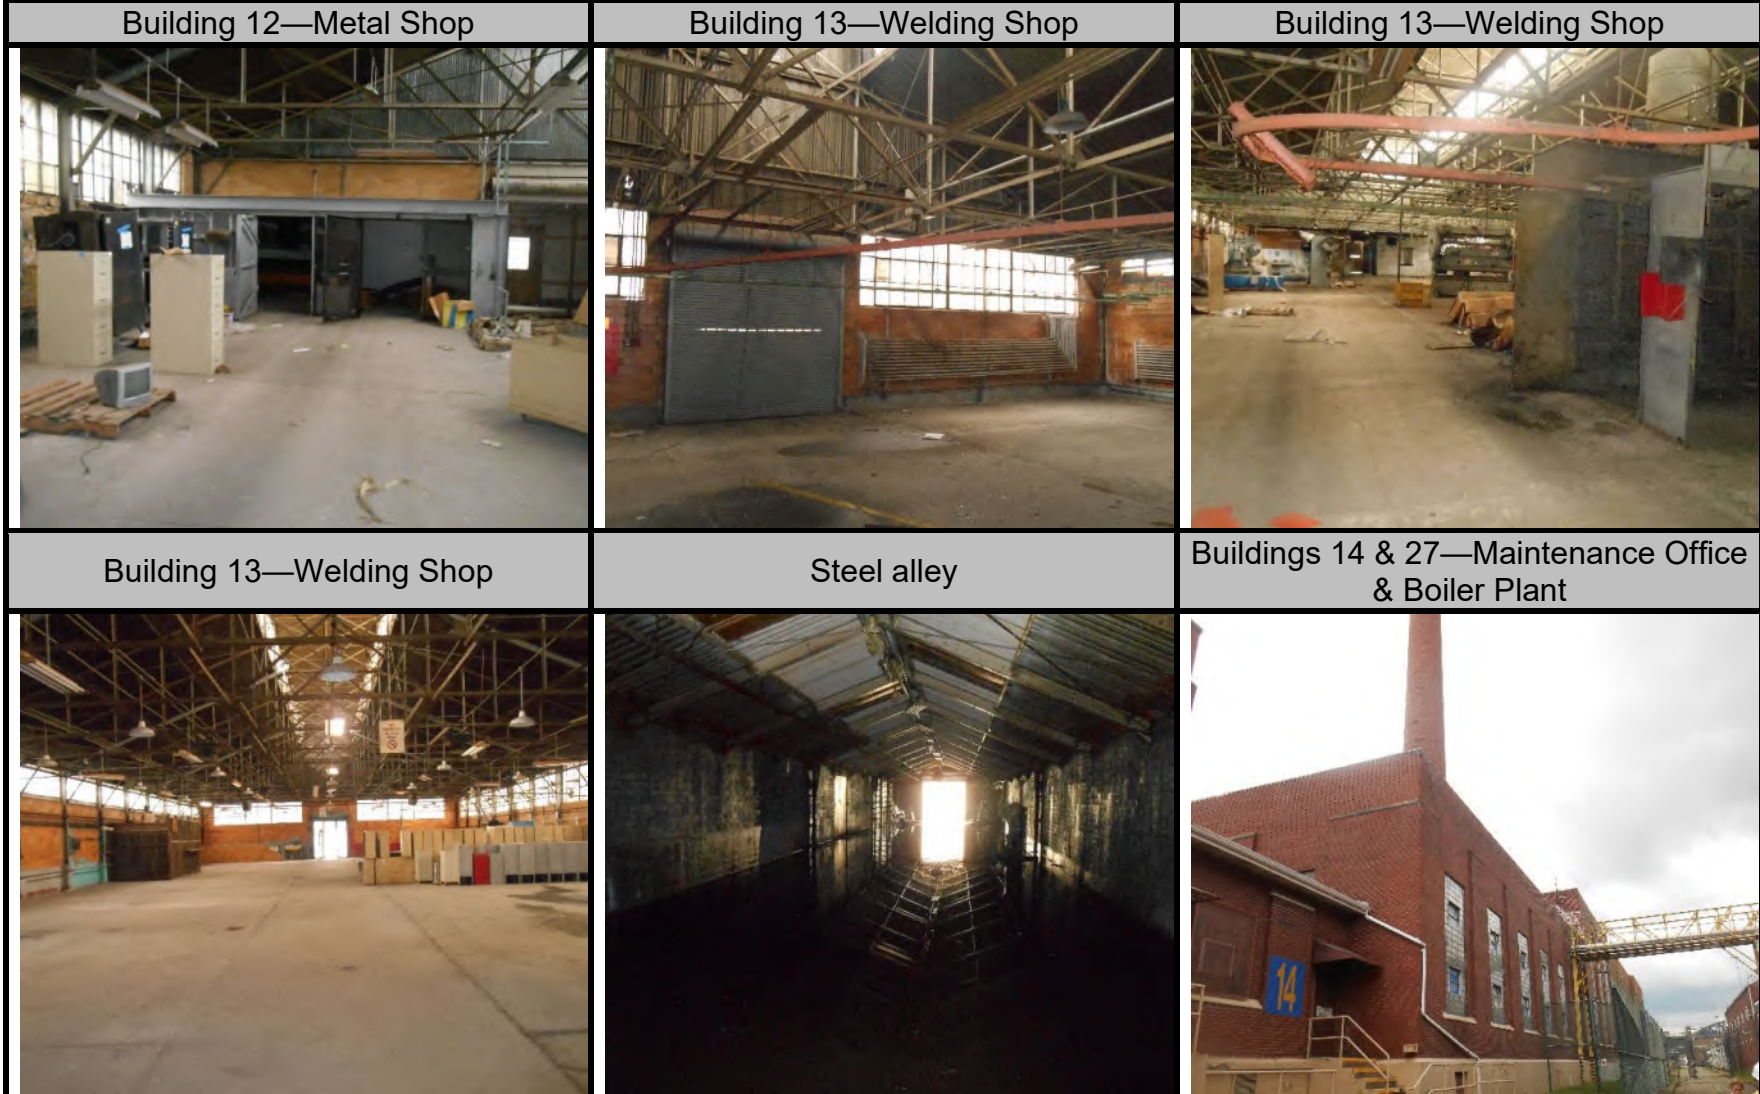 Building 12—Metal Shop
Building 13—Welding Shop
Building 13—Welding Shop
Building 13—Welding Shop
Steel alley
Buildings 14 & 27—Maintenance Office
& Boiler Plant
14